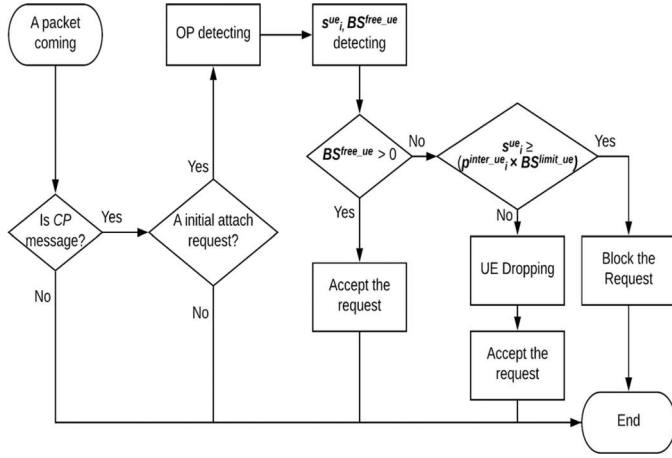 A packet
coming
OP detecting
s^ue_i, BS^free_ue
detecting
BS^free_ue > 0
No
s^ue_i ≥
(p^inter_ue_i × BS^limit_ue)
Yes
Yes
Is CP
message?
Yes
A initial attach
request?
Yes
No
No
No
Accept the
request
UE Dropping
Block the
Request
Accept the
request
End